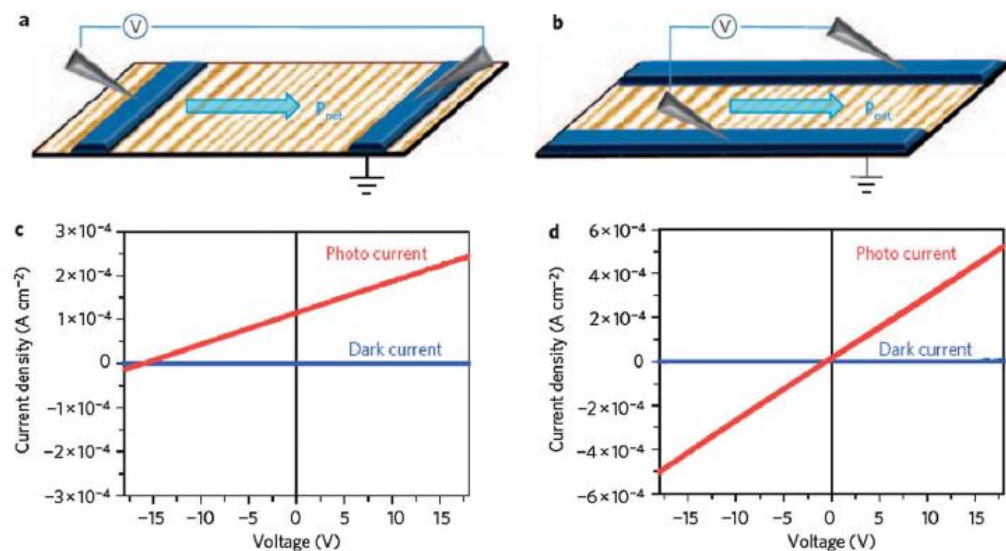 a
V
P_net
b
V
P_net
c
3×10⁻⁴
2×10⁻⁴
1×10⁻⁴
0
−1×10⁻⁴
−2×10⁻⁴
−3×10⁻⁴
Current density (A cm⁻²)
Photo current
Dark current
−15 −10 −5 0 5 10 15
Voltage (V)
d
6×10⁻⁴
4×10⁻⁴
2×10⁻⁴
0
−2×10⁻⁴
−4×10⁻⁴
−6×10⁻⁴
Current density (A cm⁻²)
Photo current
Dark current
−15 −10 −5 0 5 10 15
Voltage (V)